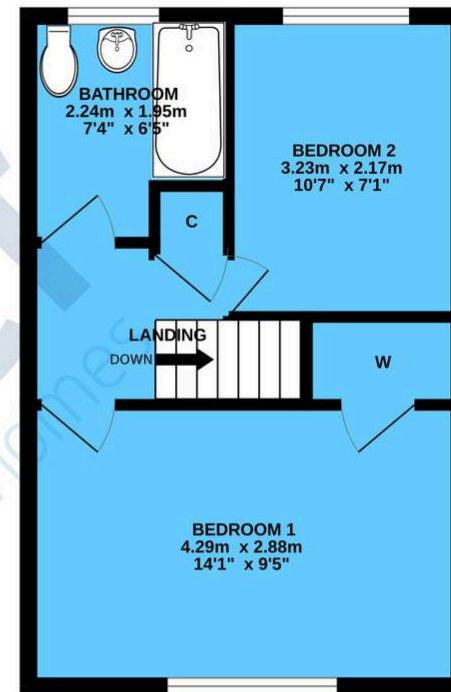 BATHROOM
2.24m x 1.95m
7'4" x 6'5"
BEDROOM 2
3.23m x 2.17m
10'7" x 7'1"
C
LANDING
DOWN
W
BEDROOM 1
4.29m x 2.88m
14'1" x 9'5"